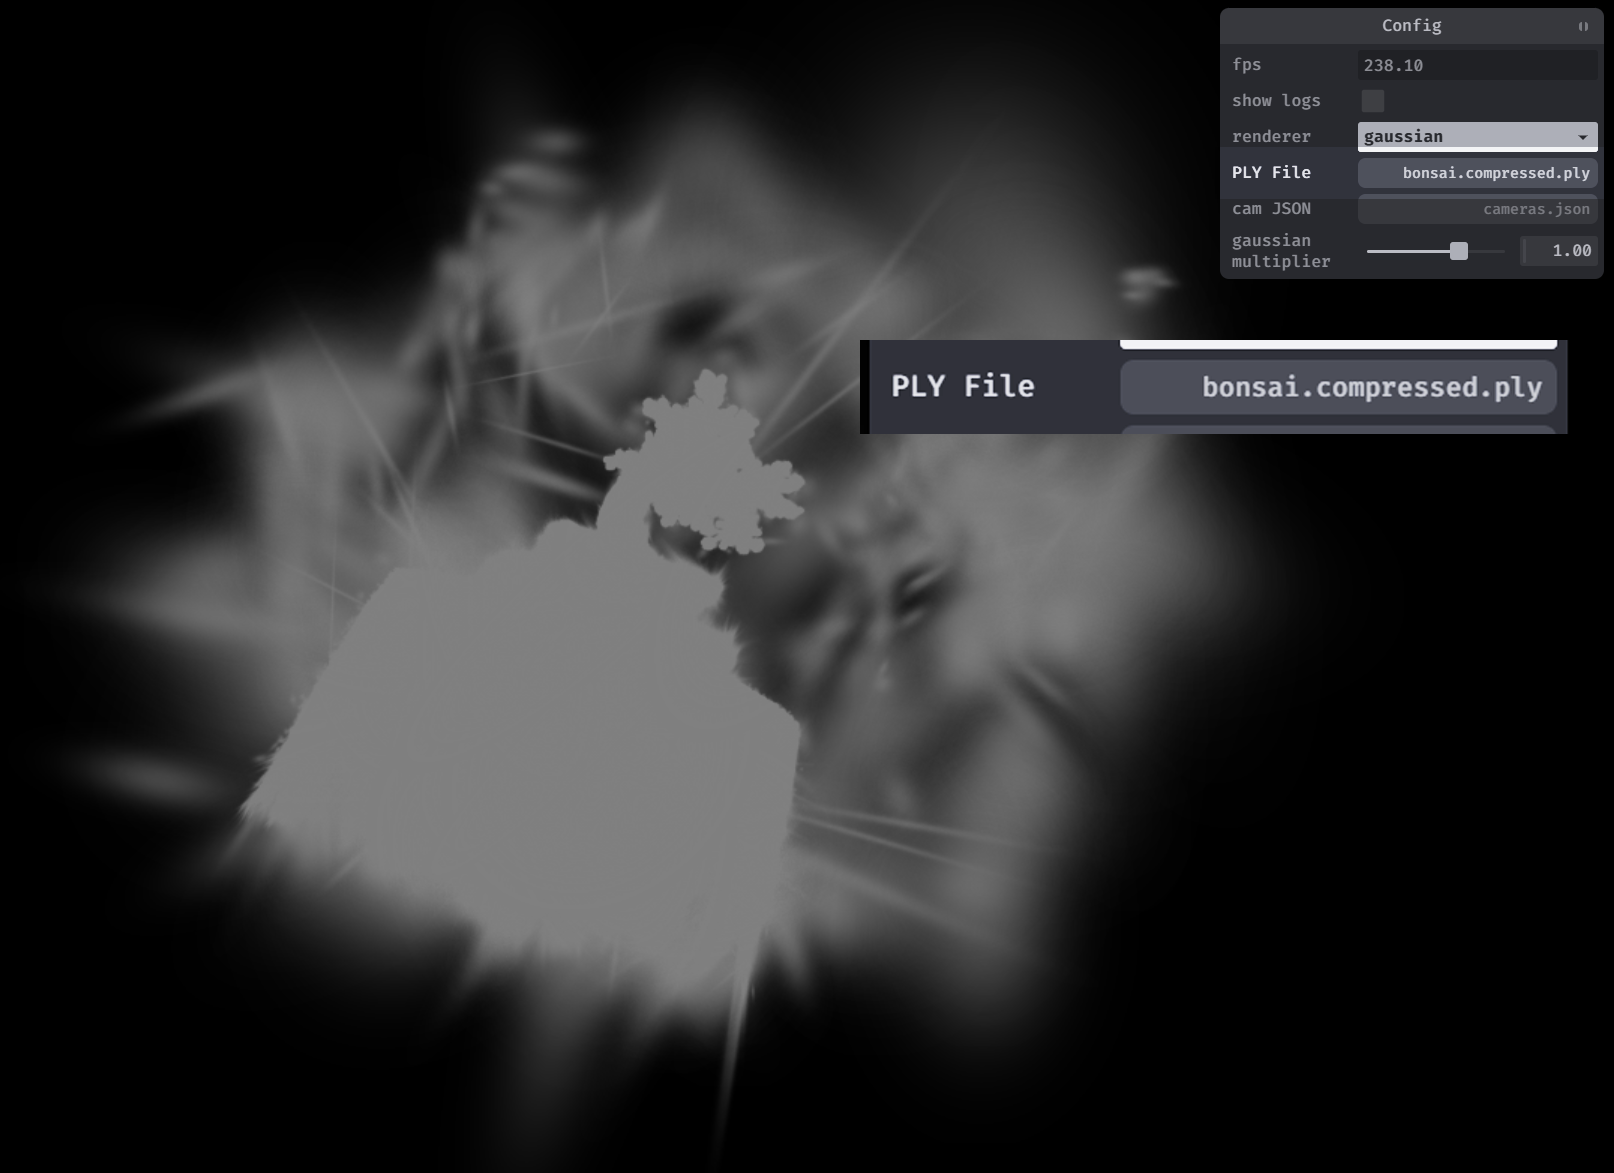 Config
fps 238.10
show logs
renderer gaussian
PLY File bonsai.compressed.ply
cam JSON cameras.json
gaussian multiplier 1.00
PLY File bonsai.compressed.ply